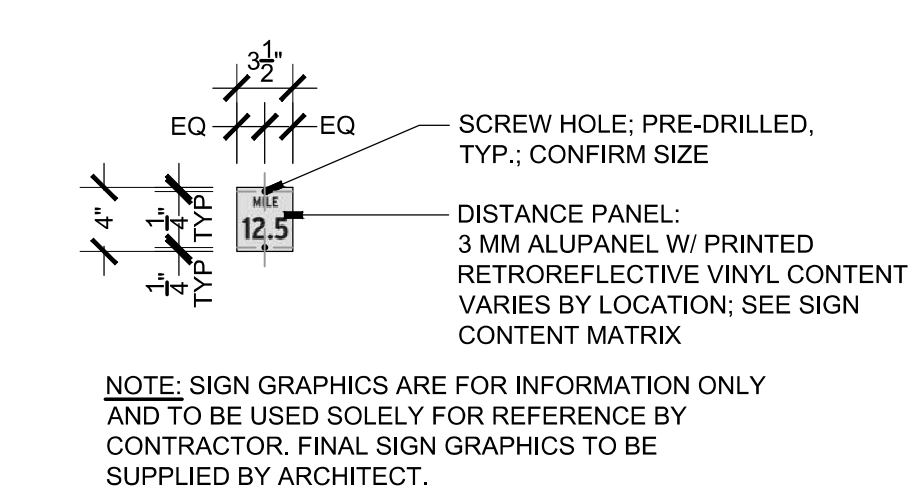 3 1/2"
EQ
EQ
SCREW HOLE; PRE-DRILLED,
TYP.; CONFIRM SIZE
4"
1/4"
TYP
1/4"
TYP
MILE
12.5
DISTANCE PANEL:
3 MM ALUPANEL W/ PRINTED
RETROREFLECTIVE VINYL CONTENT
VARIES BY LOCATION; SEE SIGN
CONTENT MATRIX
NOTE: SIGN GRAPHICS ARE FOR INFORMATION ONLY
AND TO BE USED SOLELY FOR REFERENCE BY
CONTRACTOR. FINAL SIGN GRAPHICS TO BE
SUPPLIED BY ARCHITECT.